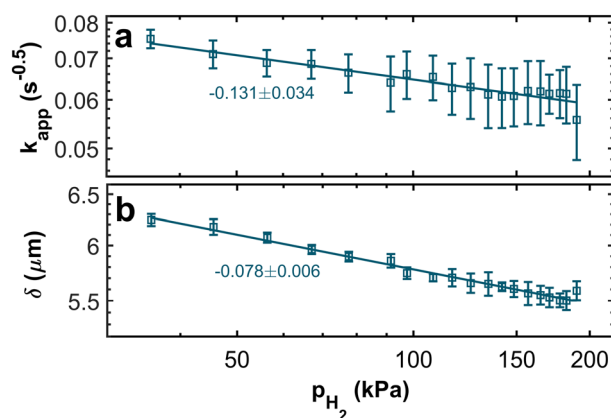 a
0.08
0.07
0.06
0.05
k_app (s^-0.5)
-0.131±0.034
b
6.5
6
5.5
δ (μm)
-0.078±0.006
50 100 150 200
p_H₂ (kPa)